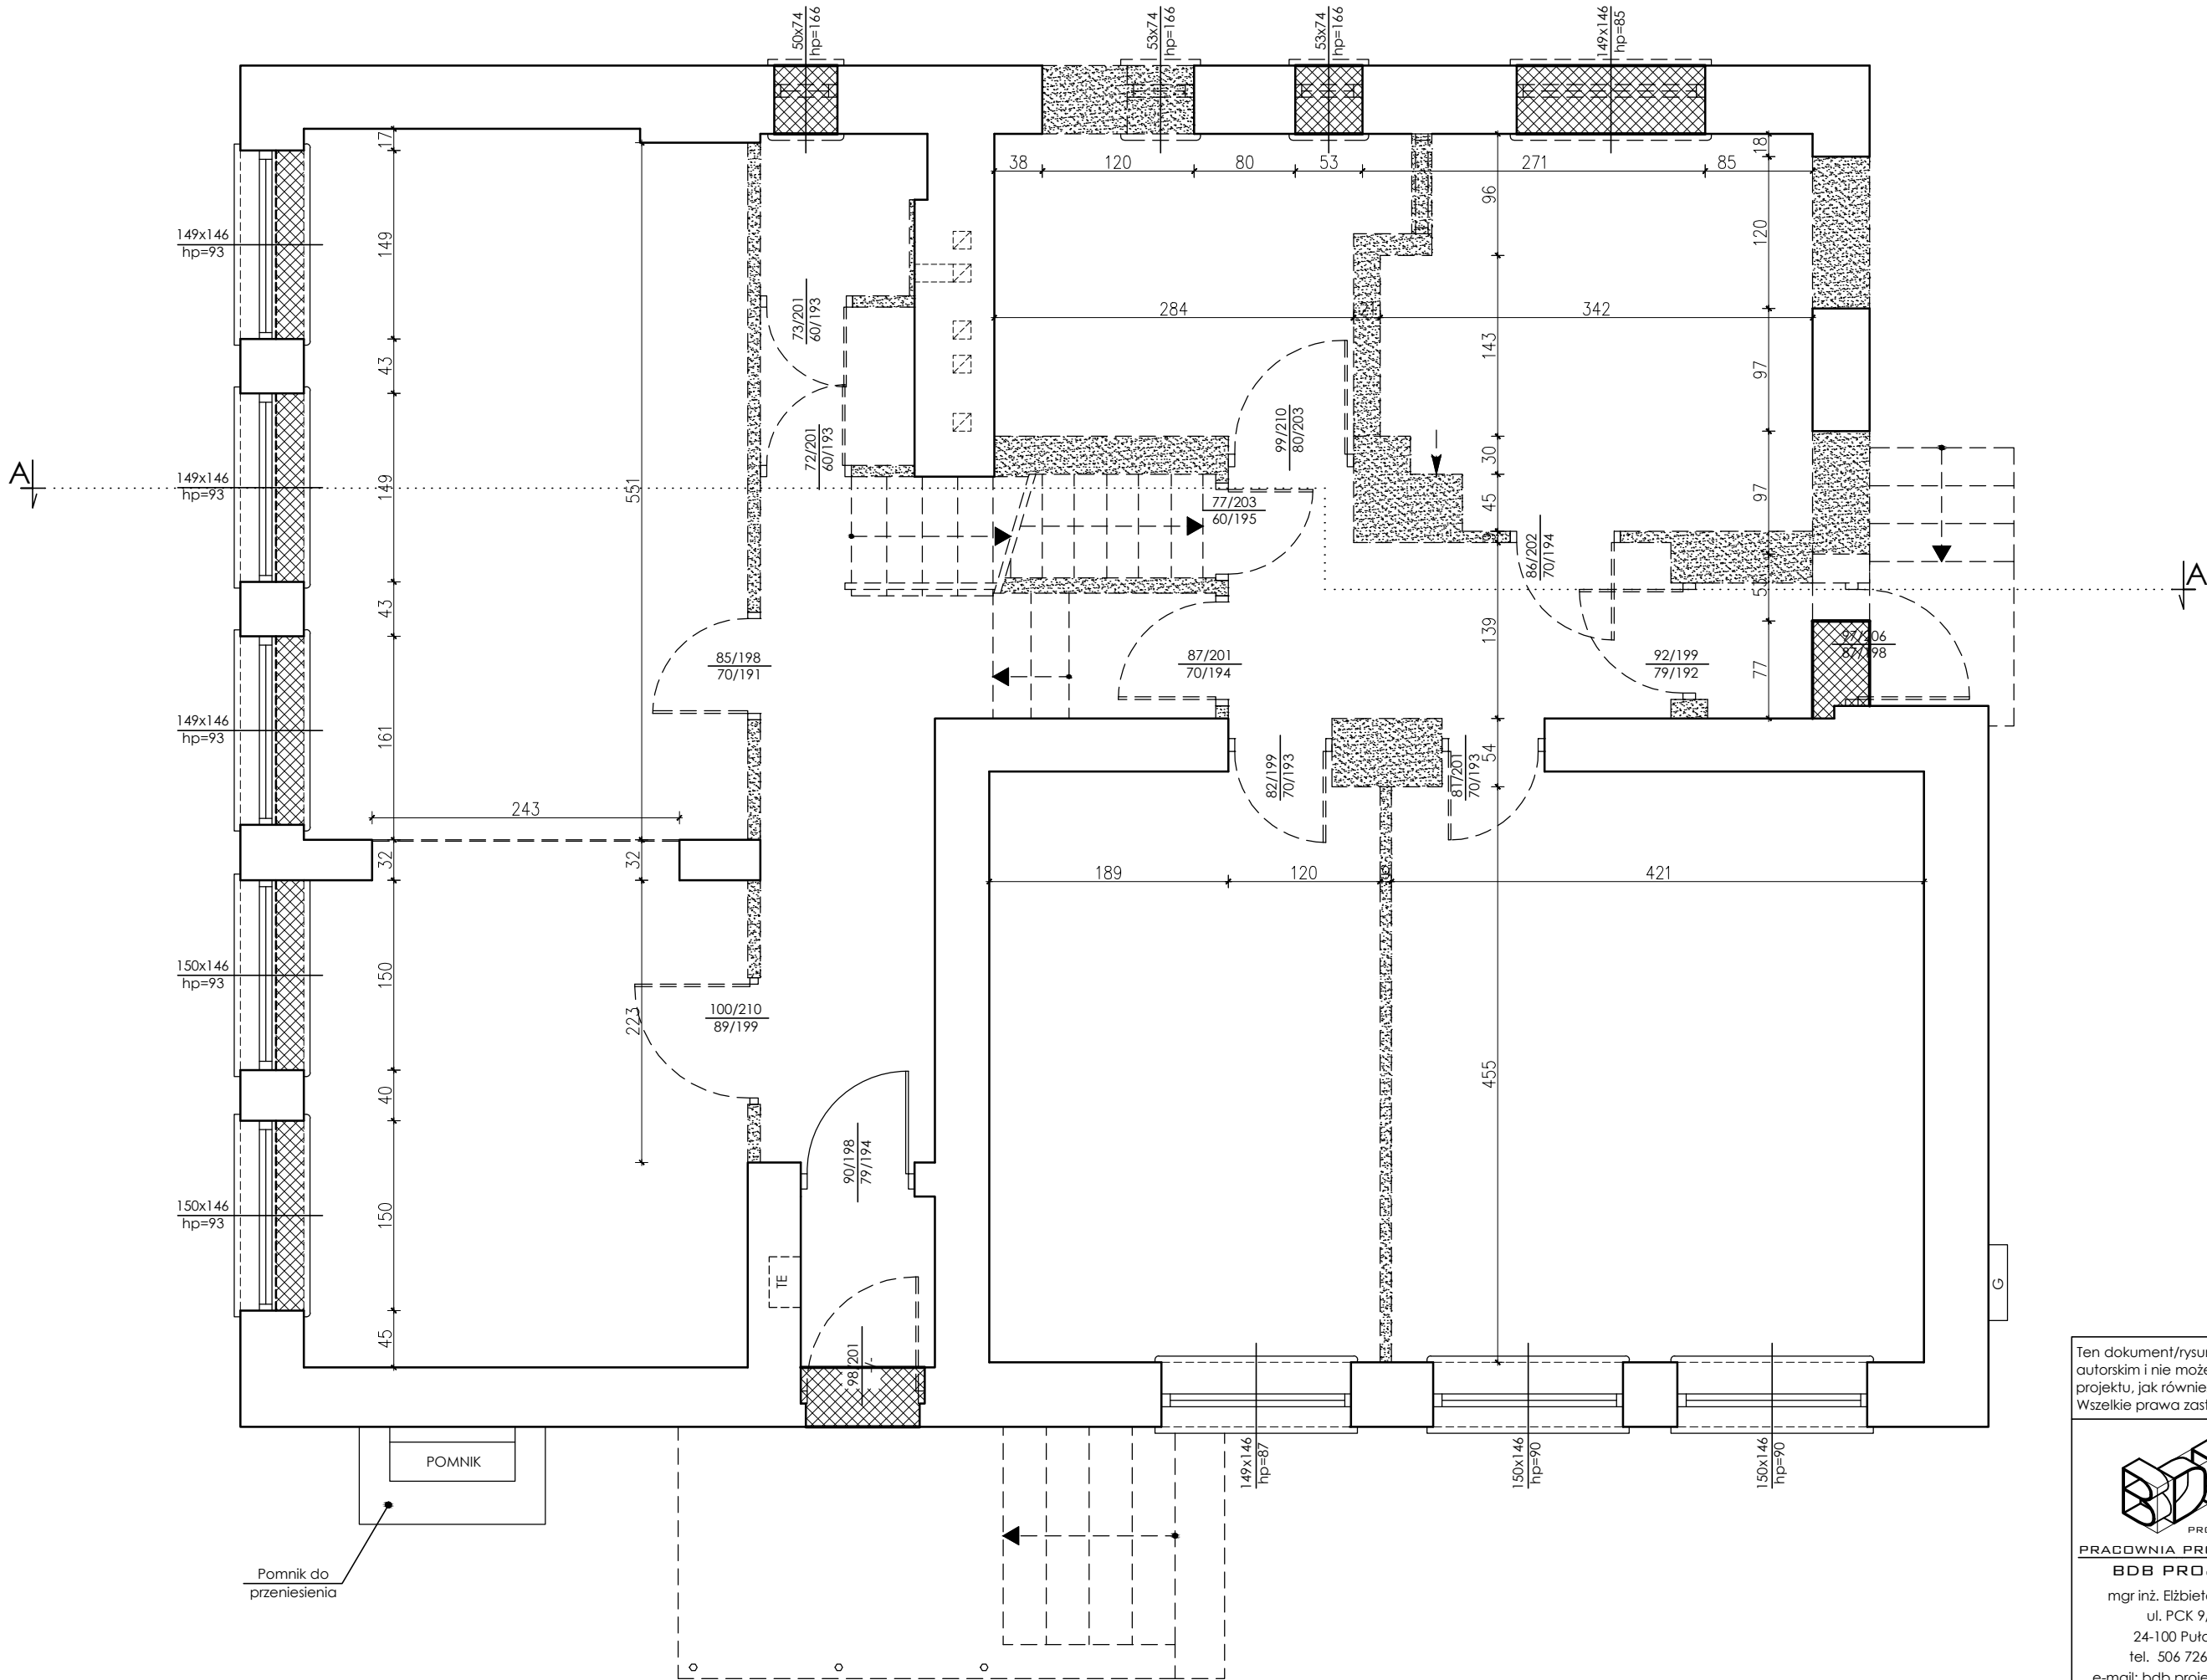 50x74
hp=166
53x74
hp=166
53x74
hp=166
149x146
hp=85
17
38
120
80
53
271
85
18
96
120
149x146
hp=93
149
73/201
60/193
284
342
43
143
97
99/210
80/203
72/201
60/193
30
A
149x146
hp=93
149
551
77/203
60/195
45
97
9
86/202
70/194
A
43
139
97/206
87/198
85/198
70/191
87/201
70/194
92/199
79/192
77
149x146
hp=93
161
54
82/199
70/193
81/201
70/193
243
32
32
189
120
421
150x146
hp=93
150
223
100/210
89/199
455
40
90/198
79/194
150x146
hp=93
150
TE
G
45
98/201
-/-
POMNIK
149x146
hp=87
150x146
hp=90
150x146
hp=90
Pomnik do
przeniesienia
Ten dokument/rysu
autorskim i nie może
projektu, jak równie
Wszelkie prawa zast
PRACOWNIA PR
BDB PRO
mgr inż. Elżbiet
ul. PCK 9/
24-100 Puł
tel. 506 726
e-mail: bdb.proje